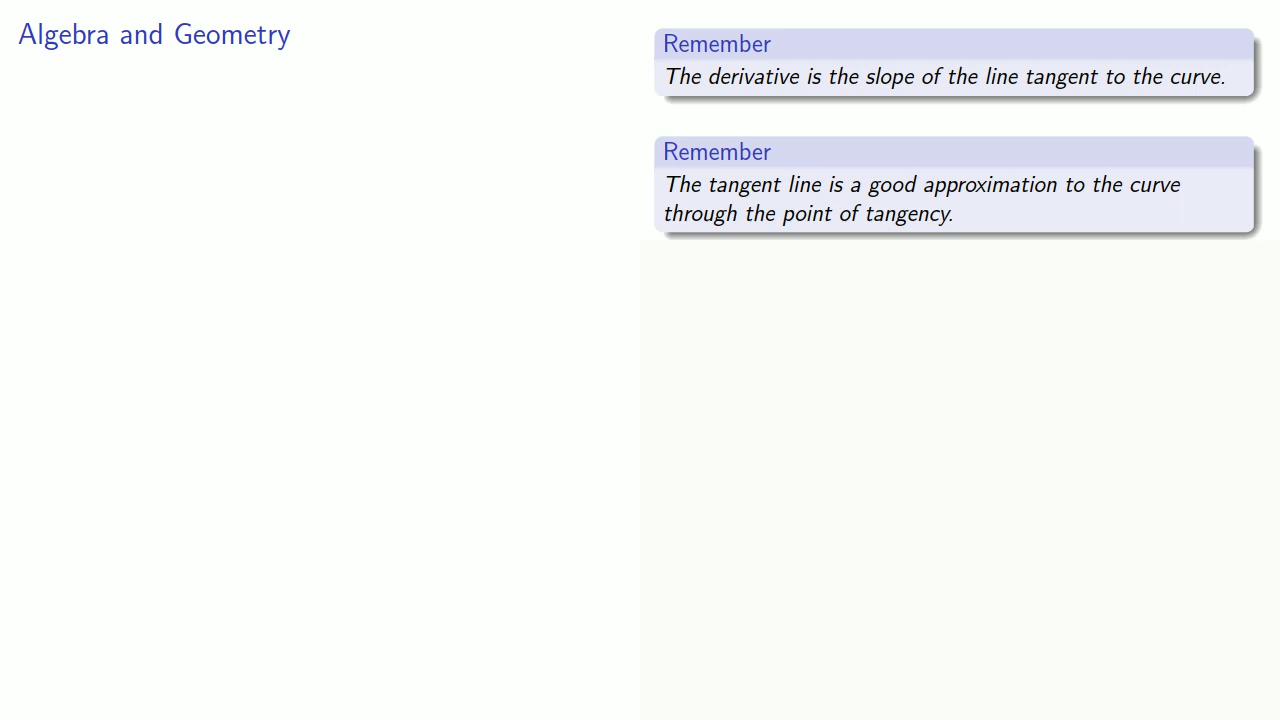 Algebra and Geometry
Remember
The derivative is the slope of the line tangent to the curve.
Remember
The tangent line is a good approximation to the curve
through the point of tangency.